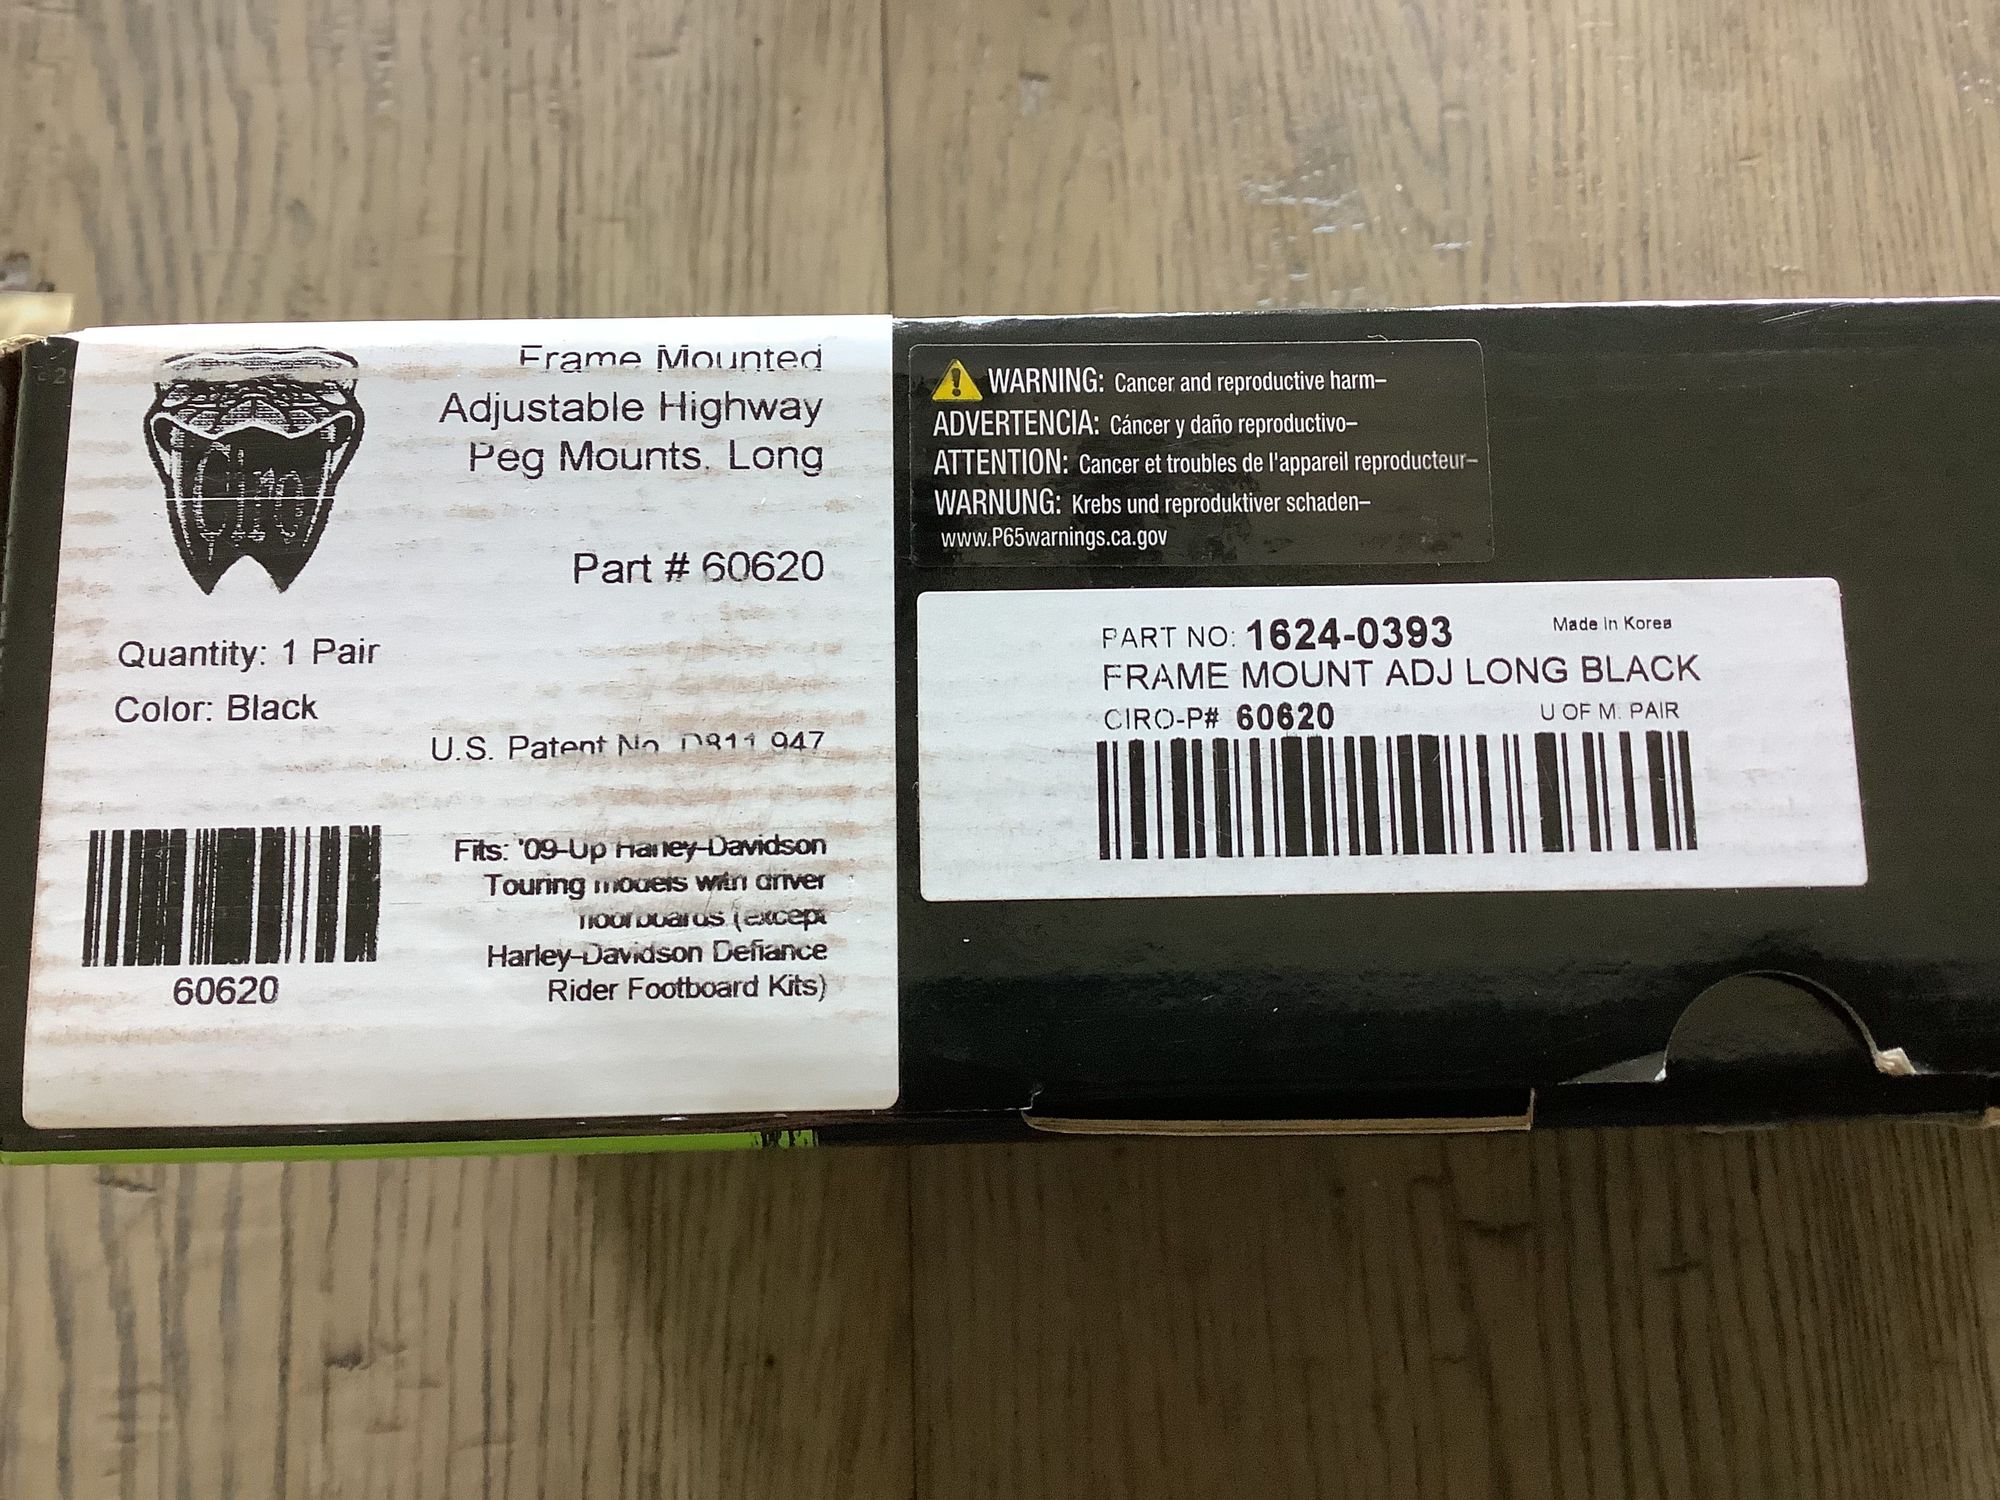 Ciro
Frame Mounted
Adjustable Highway
Peg Mounts, Long
Part # 60620
Quantity: 1 Pair
Color: Black
U.S. Patent No. D811,947
60620
Fits: '09-Up Harley-Davidson
Touring models with driver
floorboards (except
Harley-Davidson Defiance
Rider Footboard Kits)
WARNING: Cancer and reproductive harm–
ADVERTENCIA: Cáncer y daño reproductivo–
ATTENTION: Cancer et troubles de l'appareil reproducteur–
WARNUNG: Krebs und reproduktiver schaden–
www.P65warnings.ca.gov
PART NO: 1624-0393 Made In Korea
FRAME MOUNT ADJ LONG BLACK
CIRO-P# 60620 U OF M. PAIR